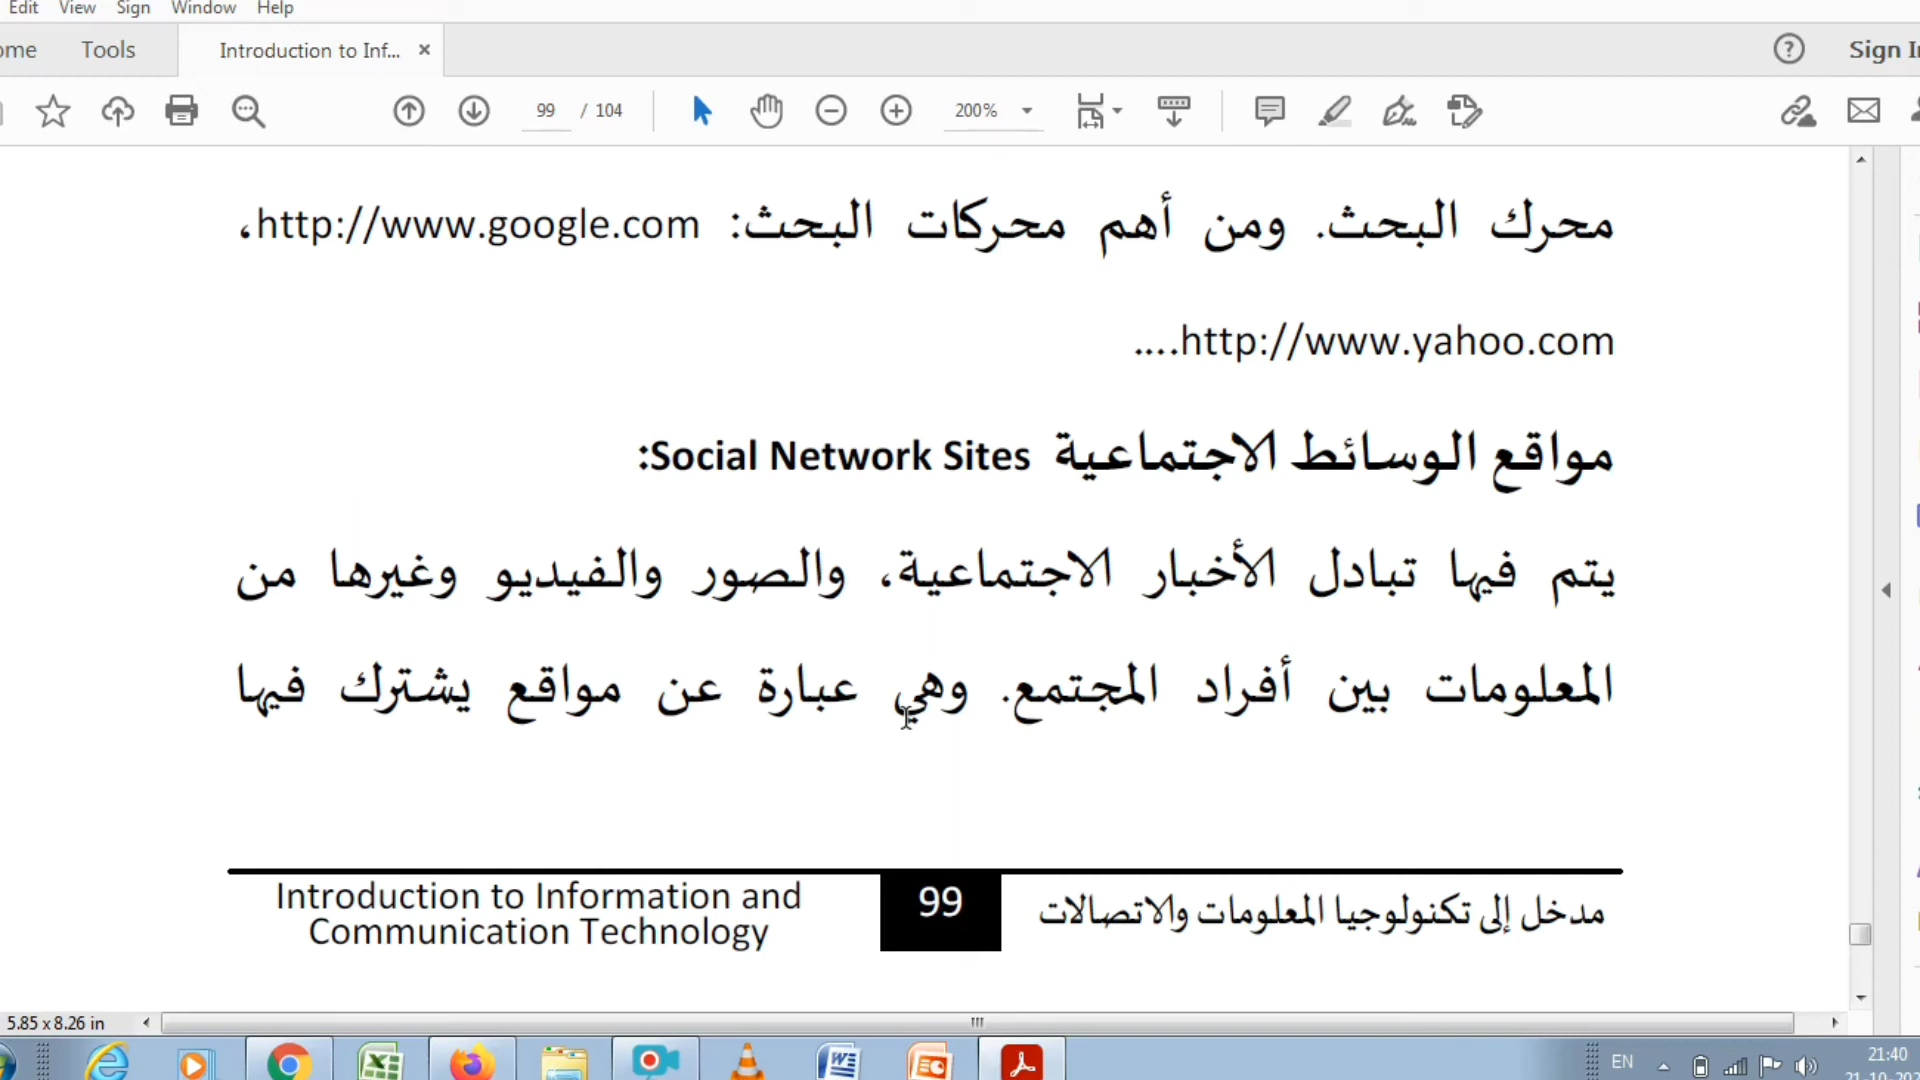 Edit View Sign Window Help
Tools Introduction to Inf... × Sign
99 / 104 200%
محرك البحث. ومن أهم محركات البحث: http://www.google.com،
http://www.yahoo.com....
مواقع الوسائط الاجتماعية Social Network Sites:
يتم فيها تبادل الأخبار الاجتماعية، والصور والفيديو وغيرها من
المعلومات بين أفراد المجتمع. وهي عبارة عن مواقع يشترك فيها
مدخل إلى تكنولوجيا المعلومات والاتصالات
99
Introduction to Information and
Communication Technology
5.85 x 8.26 in
EN 21:40